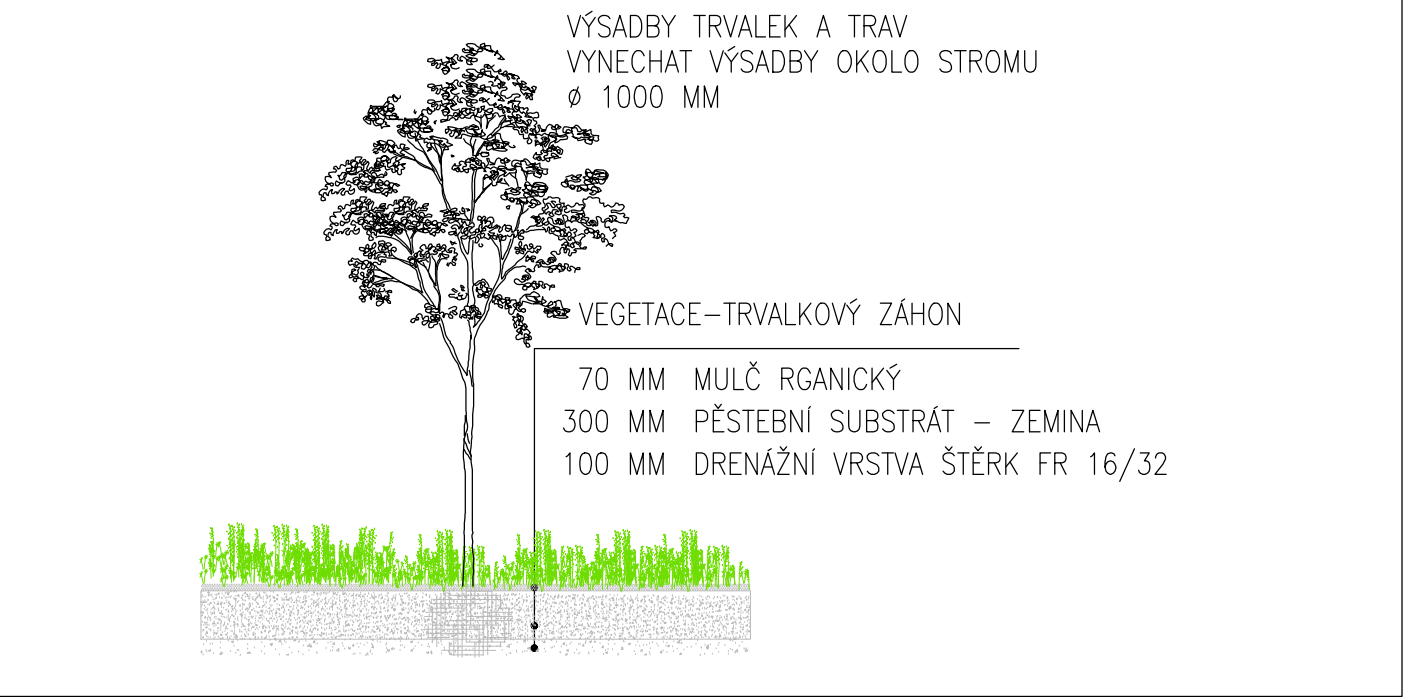 VÝSADBY TRVALEK A TRAV
VYNECHAT VÝSADBY OKOLO STROMU
Ø 1000 MM
VEGETACE-TRVALKOVÝ ZÁHON
70 MM MULČ RGANICKÝ
300 MM PĚSTEBNÍ SUBSTRÁT - ZEMINA
100 MM DRENÁŽNÍ VRSTVA ŠTĚRK FR 16/32